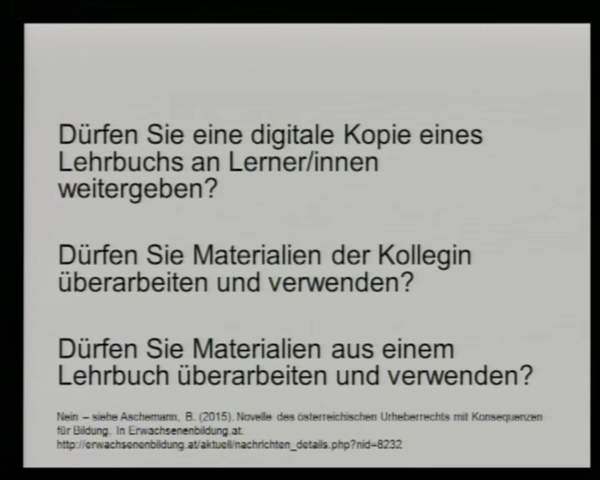 Dürfen Sie eine digitale Kopie eines
Lehrbuchs an Lerner/innen
weitergeben?
Dürfen Sie Materialien der Kollegin
überarbeiten und verwenden?
Dürfen Sie Materialien aus einem
Lehrbuch überarbeiten und verwenden?
Nein – siehe Aschemann, B. (2015). Novelle des österreichischen Urheberrechts mit Konsequenzen
für Bildung. In Erwachsenenbildung.at.
http://erwachsenenbildung.at/aktuell/nachrichten_details.php?nid=8232